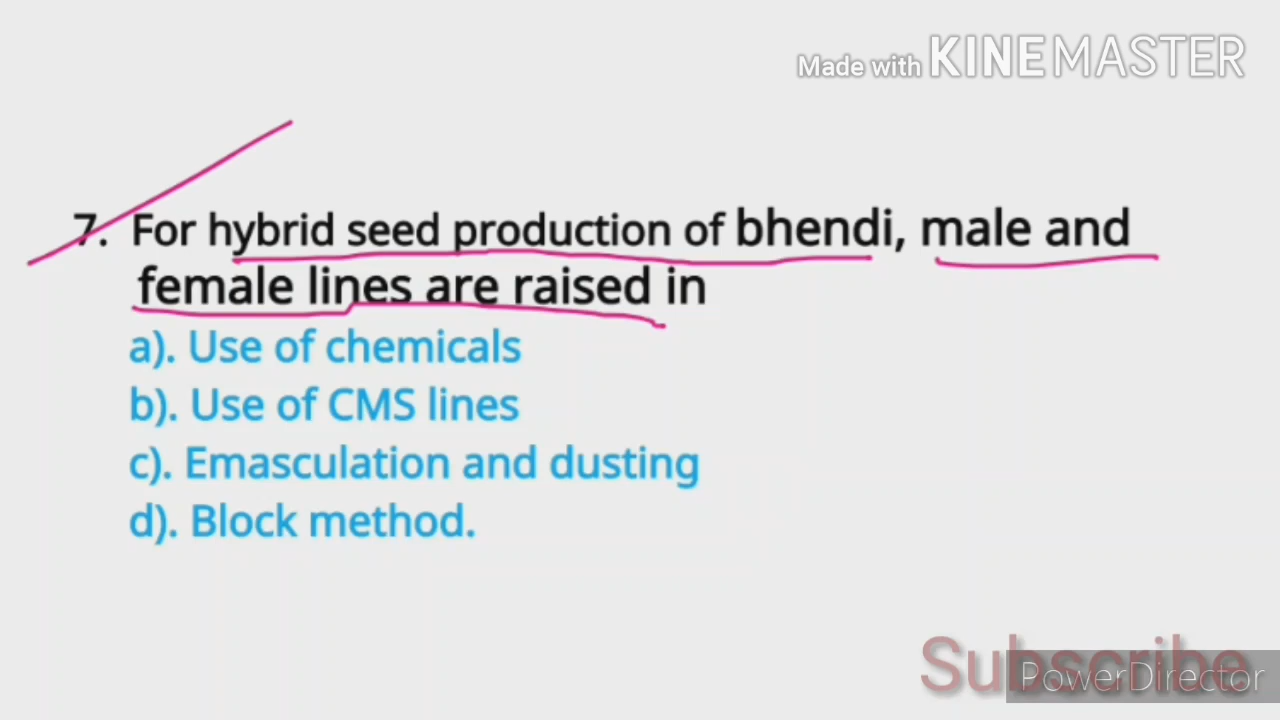 Made with KINEMASTER
7. For hybrid seed production of bhendi, male and
female lines are raised in
a). Use of chemicals
b). Use of CMS lines
c). Emasculation and dusting
d). Block method.
Subscribe
PowerDirector